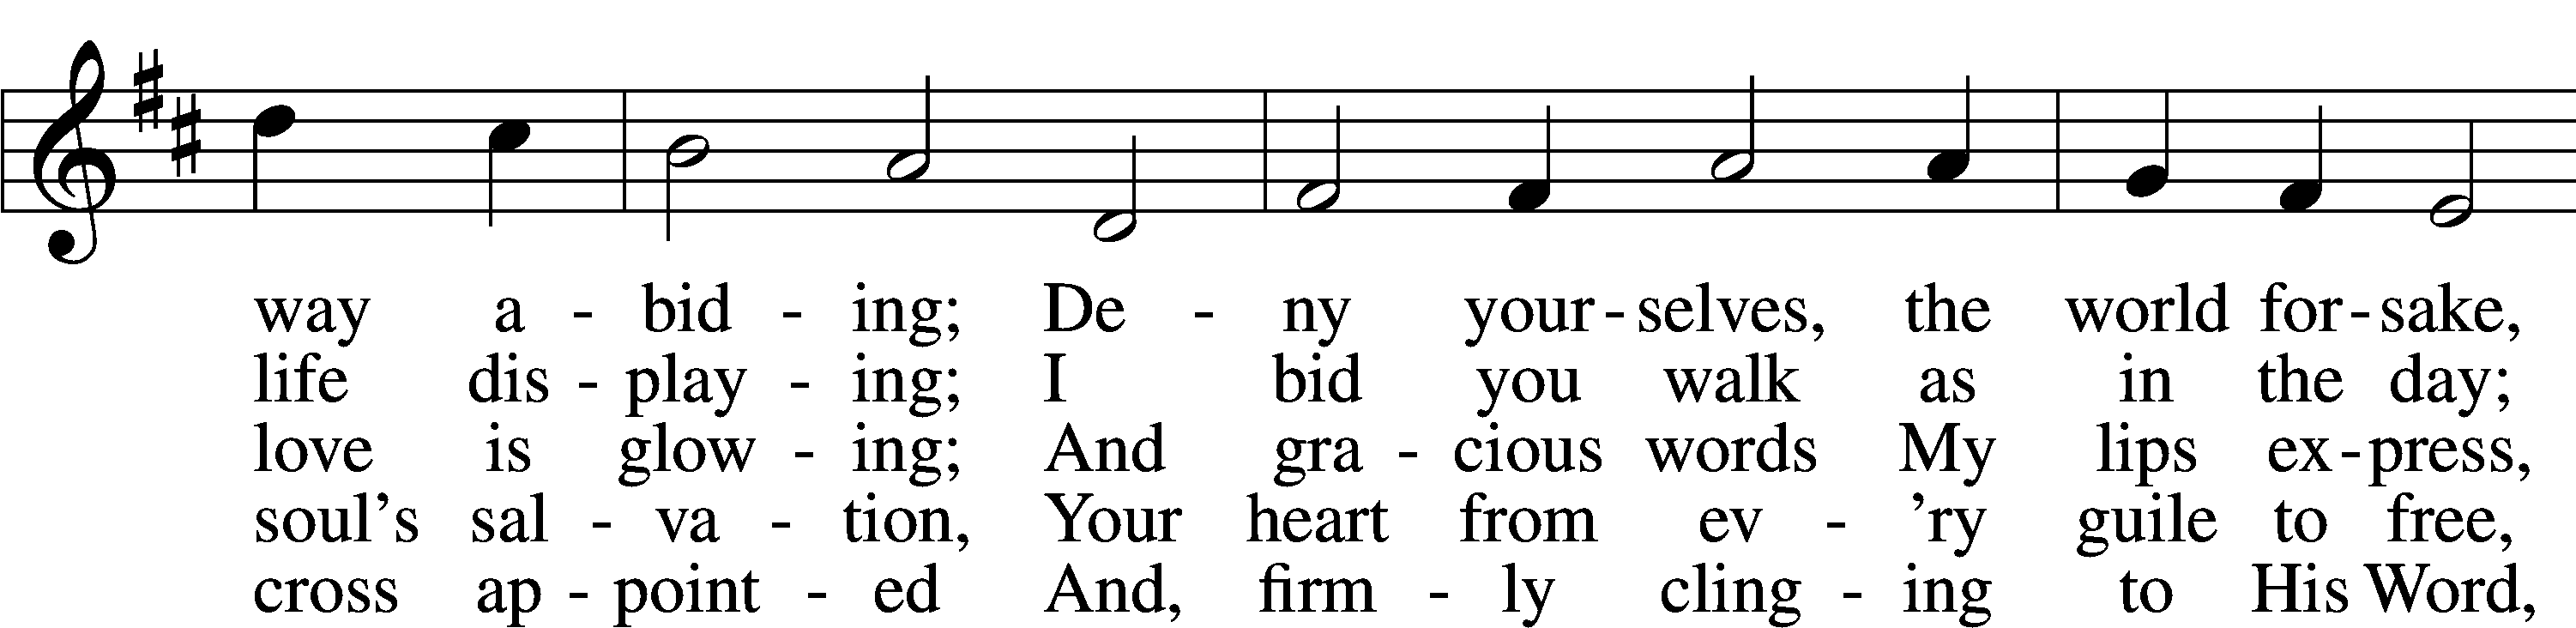 way a - bid - ing; De - ny your - selves, the world for - sake,
life dis - play - ing; I bid you walk as in the day;
love is glow - ing; And gra - cious words My lips ex - press,
soul's sal - va - tion, Your heart from ev - 'ry guile to free,
cross ap - point - ed And, firm - ly cling - ing to His Word,